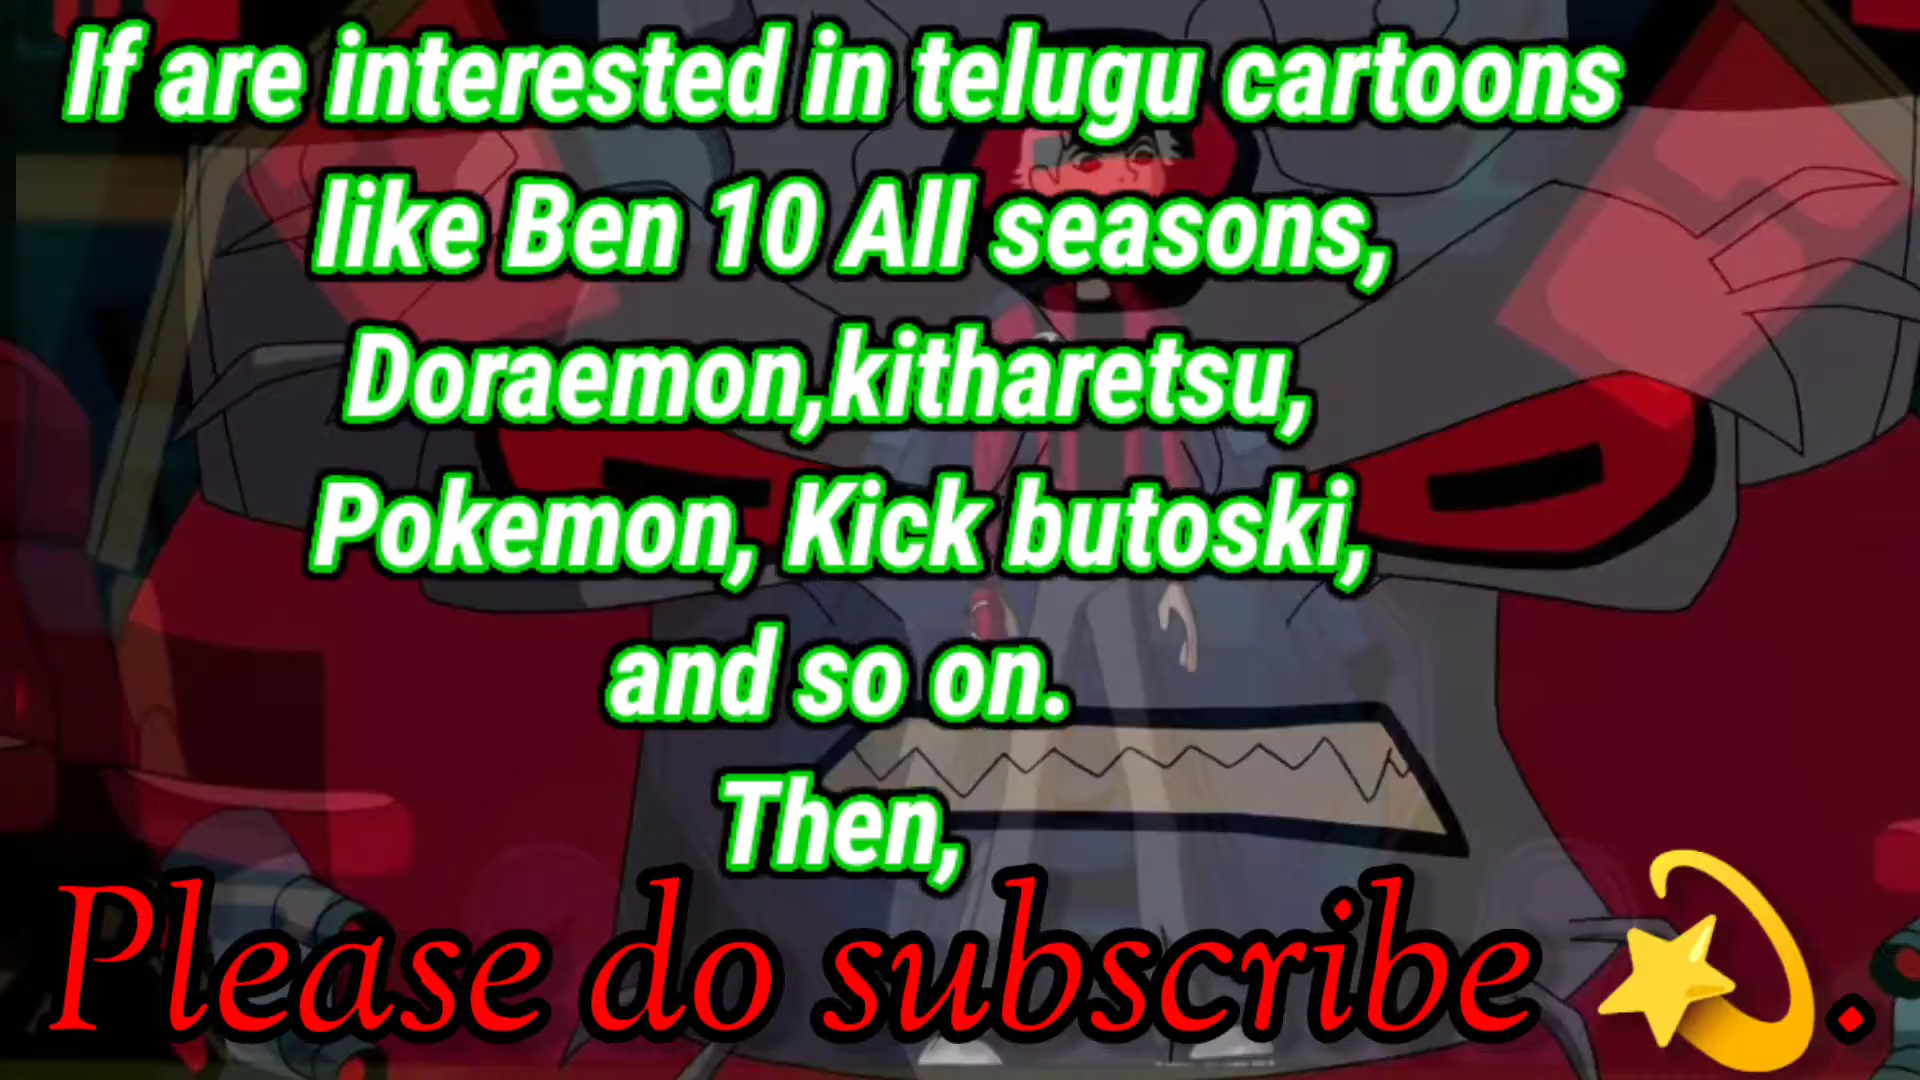 If are interested in telugu cartoons
like Ben 10 All seasons,
Doraemon,kitharetsu,
Pokemon, Kick butoski,
and so on.
Then,
Please do subscribe 💫.